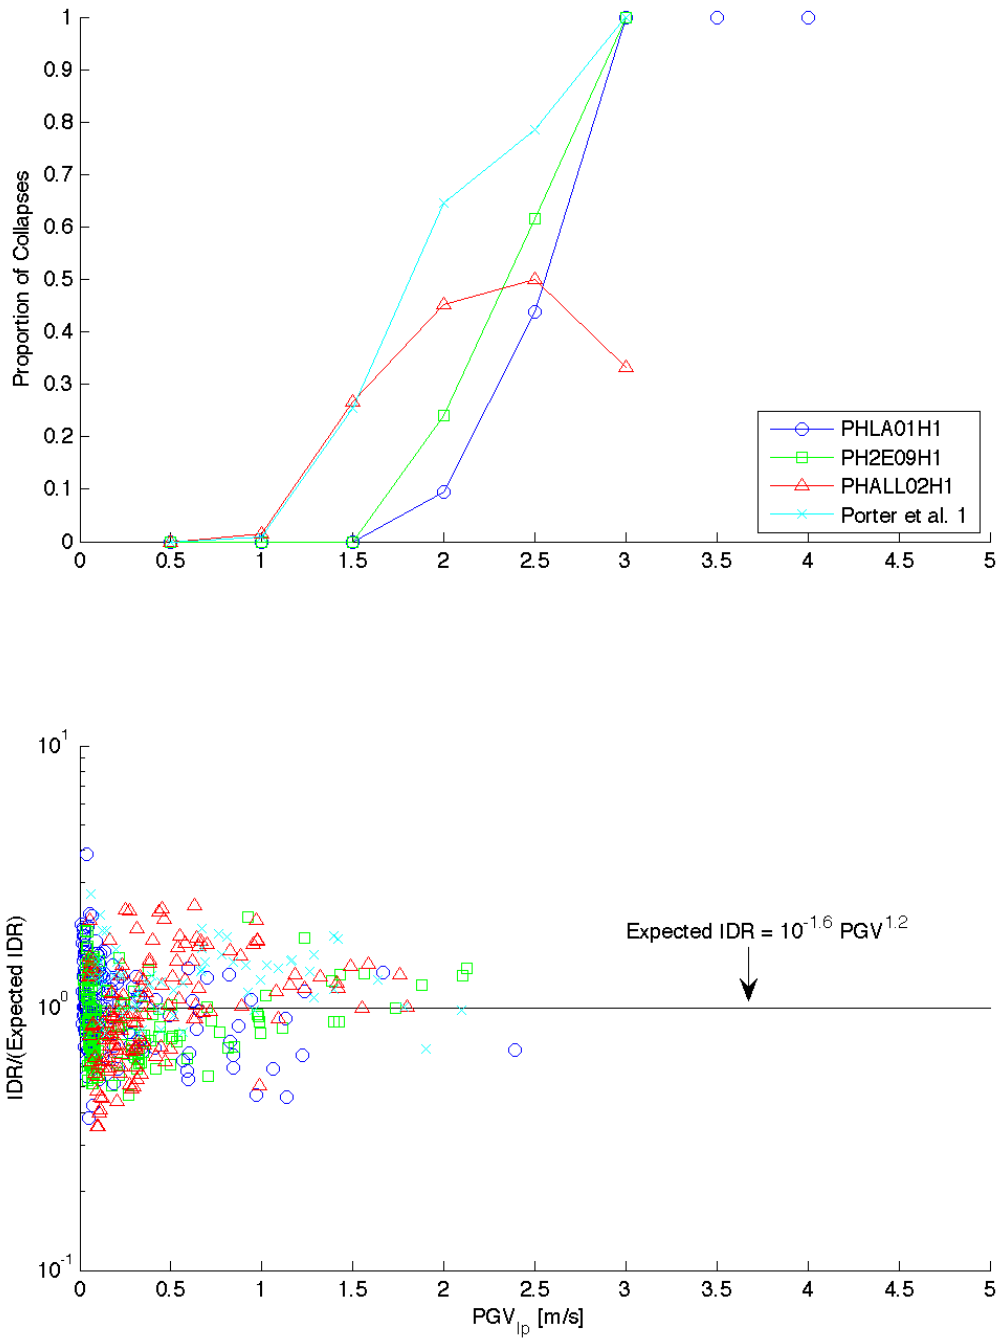 1
0.9
0.8
0.7
0.6
0.5
0.4
0.3
0.2
0.1
0
Proportion of Collapses
PHLA01H1
PH2E09H1
PHALL02H1
Porter et al. 1
0 0.5 1 1.5 2 2.5 3 3.5 4 4.5 5
10^1
10^0
10^-1
IDR/(Expected IDR)
Expected IDR = 10^-1.6 PGV^1.2
0 0.5 1 1.5 2 2.5 3 3.5 4 4.5 5
PGV_lp [m/s]